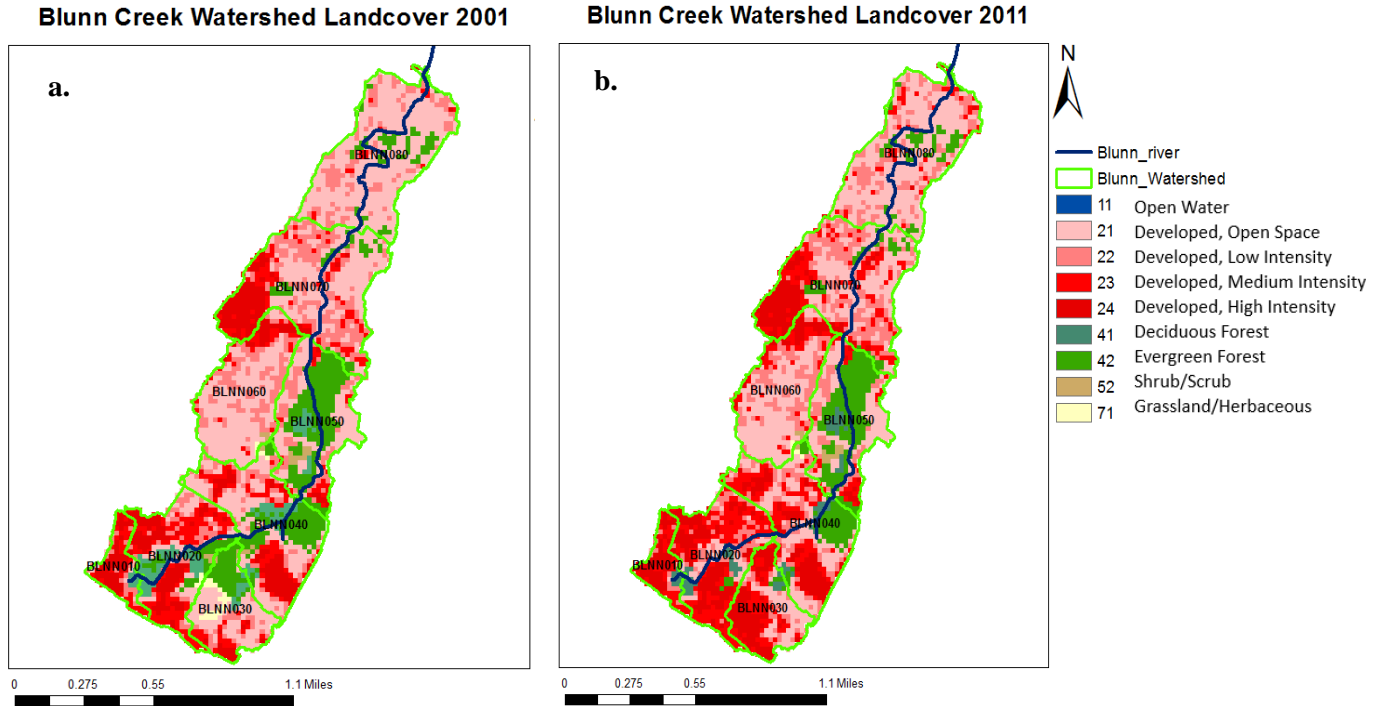 Blunn Creek Watershed Landcover 2001
Blunn Creek Watershed Landcover 2011
a.
BLNN080
BLNN070
BLNN060
BLNN050
BLNN040
BLNN020
BLNN010
BLNN030
0 0.275 0.55 1.1 Miles
b.
BLNN080
BLNN070
BLNN060
BLNN050
BLNN040
BLNN020
BLNN010
BLNN030
0 0.275 0.55 1.1 Miles
N
Blunn_river
Blunn_Watershed
11 Open Water
21 Developed, Open Space
22 Developed, Low Intensity
23 Developed, Medium Intensity
24 Developed, High Intensity
41 Deciduous Forest
42 Evergreen Forest
52 Shrub/Scrub
71 Grassland/Herbaceous